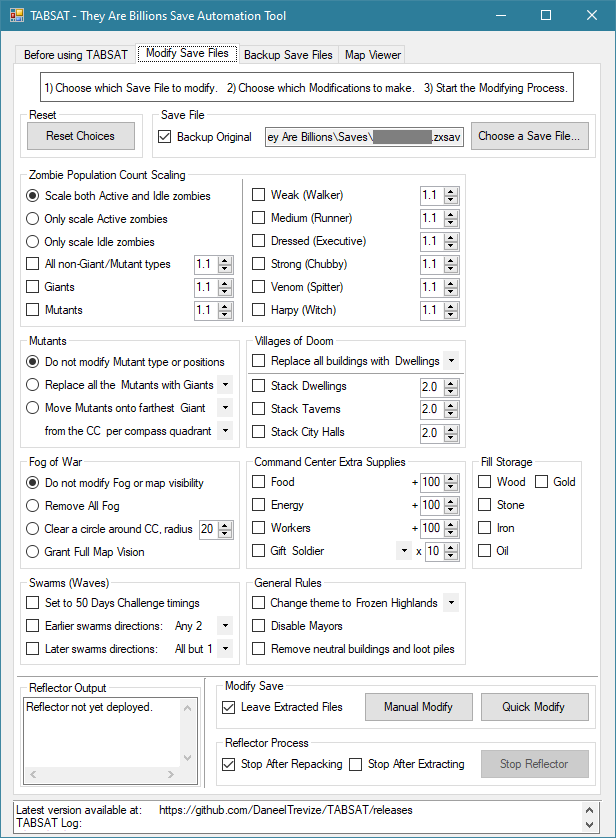 TABSAT - They Are Billions Save Automation Tool
Before using TABSAT Modify Save Files Backup Save Files Map Viewer
1) Choose which Save File to modify. 2) Choose which Modifications to make. 3) Start the Modifying Process.
Reset
Reset Choices
Save File
Backup Original ey Are Billions\Saves\ .zxsav Choose a Save File...
Zombie Population Count Scaling
Scale both Active and Idle zombies
Only scale Active zombies
Only scale Idle zombies
All non-Giant/Mutant types 1.1
Giants 1.1
Mutants 1.1
Weak (Walker) 1.1
Medium (Runner) 1.1
Dressed (Executive) 1.1
Strong (Chubby) 1.1
Venom (Spitter) 1.1
Harpy (Witch) 1.1
Mutants
Do not modify Mutant type or positions
Replace all the Mutants with Giants
Move Mutants onto farthest Giant
from the CC per compass quadrant
Villages of Doom
Replace all buildings with Dwellings
Stack Dwellings 2.0
Stack Taverns 2.0
Stack City Halls 2.0
Fog of War
Do not modify Fog or map visibility
Remove All Fog
Clear a circle around CC, radius 20
Grant Full Map Vision
Command Center Extra Supplies
Food + 100
Energy + 100
Workers + 100
Gift Soldier x 10
Fill Storage
Wood Gold
Stone
Iron
Oil
Swarms (Waves)
Set to 50 Days Challenge timings
Earlier swarms directions: Any 2
Later swarms directions: All but 1
General Rules
Change theme to Frozen Highlands
Disable Mayors
Remove neutral buildings and loot piles
Reflector Output
Reflector not yet deployed.
Modify Save
Leave Extracted Files Manual Modify Quick Modify
Reflector Process
Stop After Repacking Stop After Extracting Stop Reflector
Latest version available at: https://github.com/DaneelTrevize/TABSAT/releases
TABSAT Log: